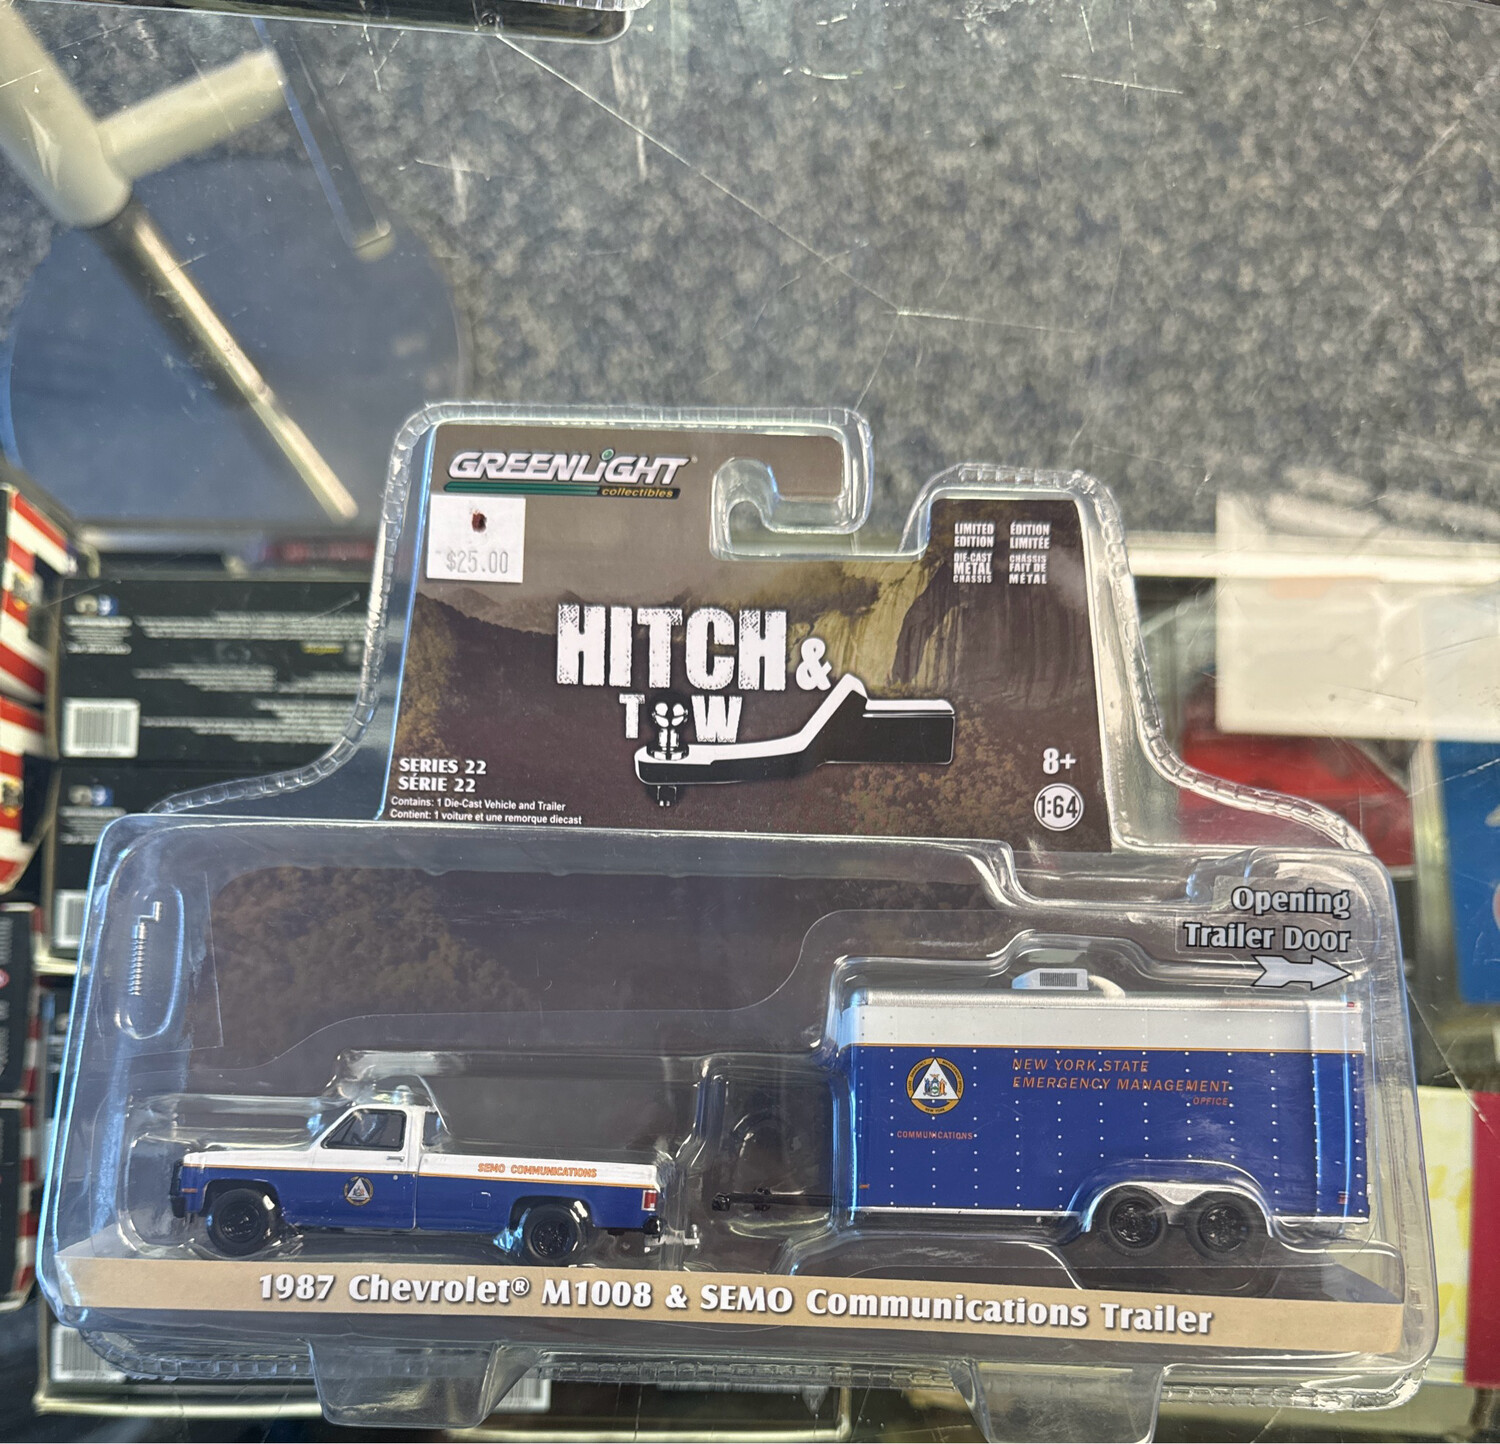 GREENLiGHT
collectibles
$25.00
LIMITED EDITION
ÉDITION LIMITÉE
DIE-CAST METAL CHASSIS
CHÂSSIS FAIT DE MÉTAL
HITCH &
TOW
SERIES 22
SÉRIE 22
Contains: 1 Die-Cast Vehicle and Trailer
Contient: 1 voiture et une remorque diecast
8+
1:64
Opening
Trailer Door
NEW YORK STATE
EMERGENCY MANAGEMENT
OFFICE
COMMUNICATIONS
SEMO COMMUNICATIONS
1987 Chevrolet® M1008 & SEMO Communications Trailer